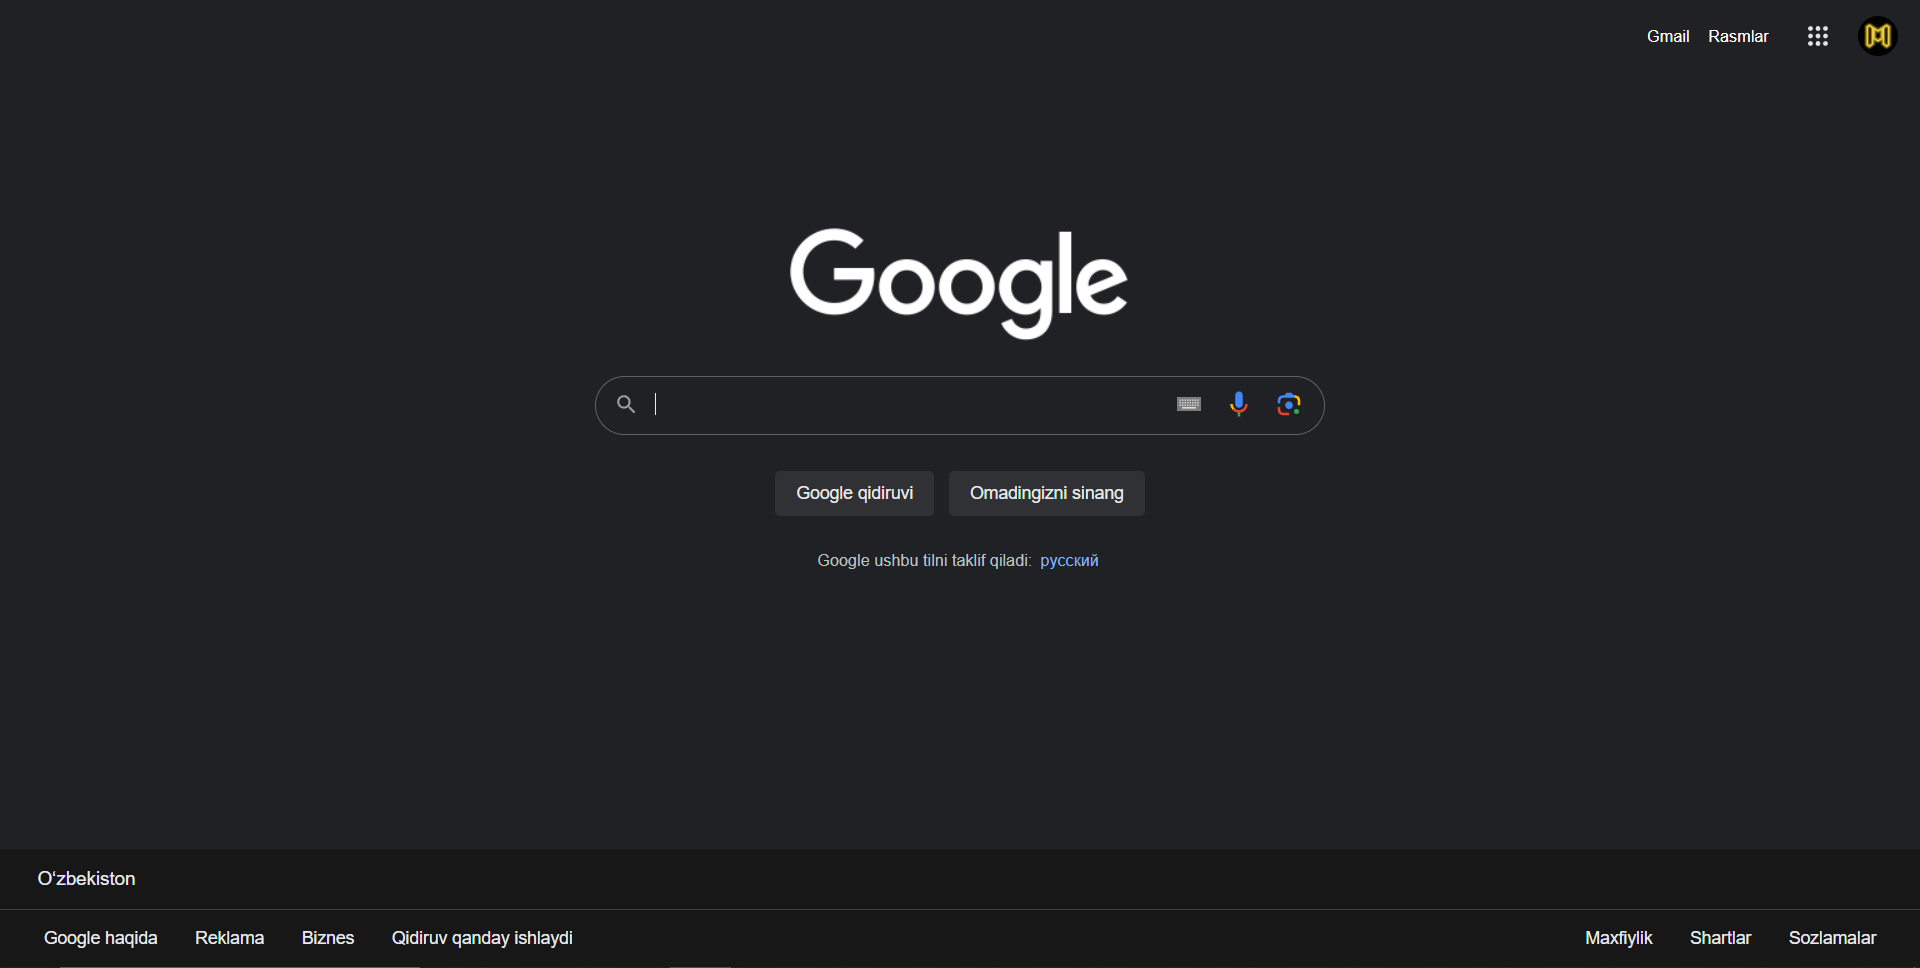 Gmail Rasmlar
Google
Google qidiruvi Omadingizni sinang
Google ushbu tilni taklif qiladi: русский
Oʻzbekiston
Google haqida Reklama Biznes Qidiruv qanday ishlaydi Maxfiylik Shartlar Sozlamalar